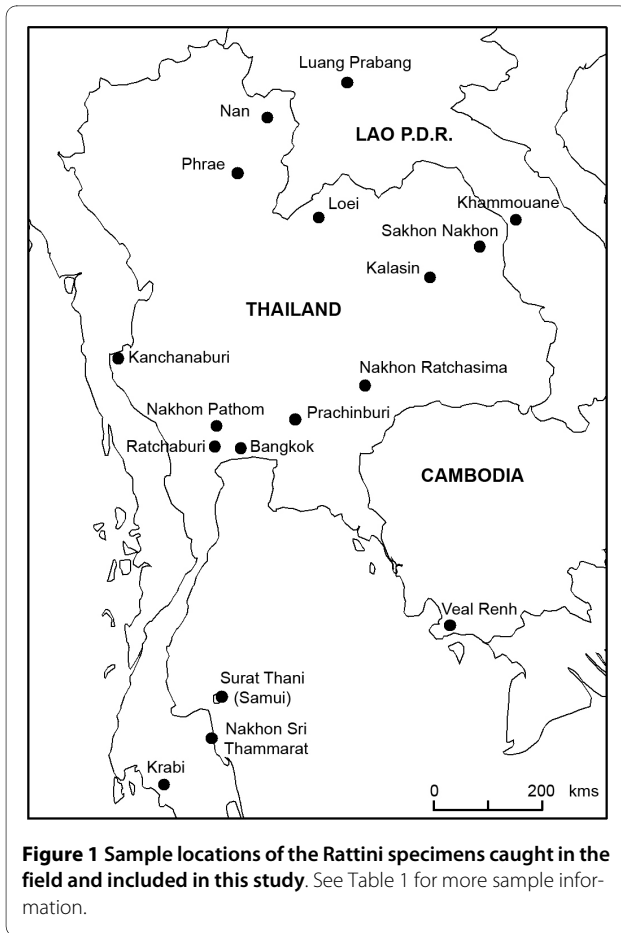 Luang Prabang
Nan
LAO P.D.R.
Phrae
Loei
Khammouane
Sakhon Nakhon
Kalasin
THAILAND
Kanchanaburi
Nakhon Ratchasima
Nakhon Pathom
Prachinburi
Ratchaburi
Bangkok
CAMBODIA
Veal Renh
Surat Thani
(Samui)
Nakhon Sri
Thammarat
Krabi
0 200 kms
Figure 1 Sample locations of the Rattini specimens caught in the
field and included in this study. See Table 1 for more sample infor-
mation.